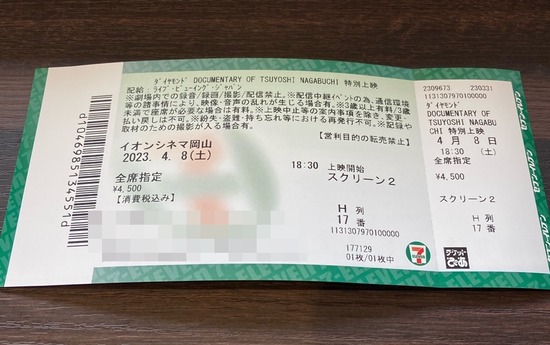 ダイヤモンド DOCUMENTARY OF TSUYOSHI NAGABUCHI 特別上映
配給:ライブ・ビューイング・ジャパン
※劇場内での録音/録画/撮影/配信禁止。※配信中継イベントの為、通信環境
等の諸事情により、映像・音声の乱れが生じる場合有。※3歳以上有料/3歳
未満で座席が必要な場合は有料。※上映中止等の案内事項を除き、変更・
払い戻しは不可。※紛失・盗難・持ち忘れ等における再発行不可。※記録や
取材のための撮影が入る場合有。
【営利目的の転売禁止】
イオンシネマ岡山
2023. 4. 8(土)
18:30 上映開始
全席指定
スクリーン2
¥4,500
【消費税込み】
H 列
17 番
1131307970100000
177129
01枚/01枚中
7
ELEVEN
チケットぴあ
2309673 230331
1131307970100000
ダイヤモンド
DOCUMENTARY OF
TSUYOSHI NAGABU
CHI 特別上映
4月 8日
18:30(土)
全席指定
¥4,500
スクリーン2
H 列
17 番